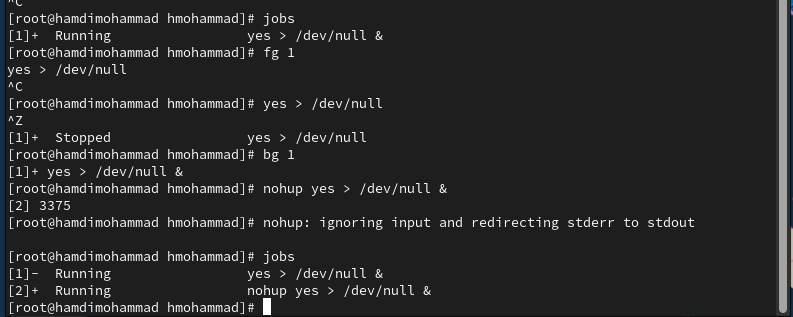 ^C
[root@hamdimohammad hmohammad]# jobs
[1]+  Running                 yes > /dev/null &
[root@hamdimohammad hmohammad]# fg 1
yes > /dev/null
^C
[root@hamdimohammad hmohammad]# yes > /dev/null
^Z
[1]+  Stopped                 yes > /dev/null
[root@hamdimohammad hmohammad]# bg 1
[1]+ yes > /dev/null &
[root@hamdimohammad hmohammad]# nohup yes > /dev/null &
[2] 3375
[root@hamdimohammad hmohammad]# nohup: ignoring input and redirecting stderr to stdout
[root@hamdimohammad hmohammad]# jobs
[1]-  Running                 yes > /dev/null &
[2]+  Running                 nohup yes > /dev/null &
[root@hamdimohammad hmohammad]#